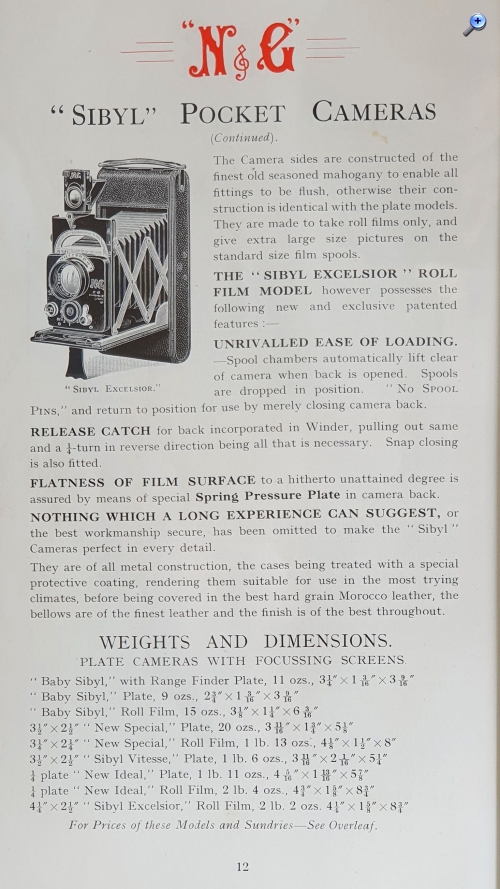 "N & G"
"SIBYL" POCKET CAMERAS
(Continued).
The Camera sides are constructed of the
finest old seasoned mahogany to enable all
fittings to be flush, otherwise their con-
struction is identical with the plate models.
They are made to take roll films only, and
give extra large size pictures on the
standard size film spools.
THE "SIBYL EXCELSIOR" ROLL
FILM MODEL however possesses the
following new and exclusive patented
features :—
UNRIVALLED EASE OF LOADING.
—Spool chambers automatically lift clear
of camera when back is opened. Spools
are dropped in position. "NO SPOOL
"SIBYL EXCELSIOR."
PINS," and return to position for use by merely closing camera back.
RELEASE CATCH for back incorporated in Winder, pulling out same
and a ¼-turn in reverse direction being all that is necessary. Snap closing
is also fitted.
FLATNESS OF FILM SURFACE to a hitherto unattained degree is
assured by means of special Spring Pressure Plate in camera back.
NOTHING WHICH A LONG EXPERIENCE CAN SUGGEST, or
the best workmanship secure, has been omitted to make the "Sibyl"
Cameras perfect in every detail.
They are of all metal construction, the cases being treated with a special
protective coating, rendering them suitable for use in the most trying
climates, before being covered in the best hard grain Morocco leather, the
bellows are of the finest leather and the finish is of the best throughout.
WEIGHTS AND DIMENSIONS.
PLATE CAMERAS WITH FOCUSSING SCREENS.
"Baby Sibyl," with Range Finder Plate, 11 ozs., 3¼"×1 3/16"×3 9/16"
"Baby Sibyl," Plate, 9 ozs., 2¾"×1 3/16"×3 9/16"
"Baby Sibyl," Roll Film, 15 ozs., 3⅛"×1¼"×6 3/16"
3½"×2½" "New Special," Plate, 20 ozs., 3 11/16"×1¾"×5⅛"
3¼"×2¼" "New Special," Roll Film, 1 lb. 13 ozs., 4⅛"×1½"×8"
3½"×2½" "Sibyl Vitesse," Plate, 1 lb. 6 ozs., 3 11/16"×2 1/16"×5¼"
¼ plate "New Ideal," Plate, 1 lb. 11 ozs., 4 5/16"×1 13/16"×5⅞"
¼ plate "New Ideal," Roll Film, 2 lb. 4 ozs., 4¾"×1⅝"×8¾"
4¼"×2½" "Sibyl Excelsior," Roll Film, 2 lb. 2 ozs. 4¼"×1⅝"×8¾"
For Prices of these Models and Sundries—See Overleaf.
12